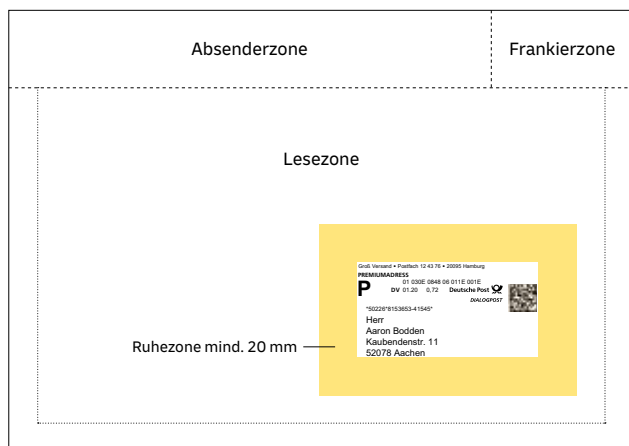 Absenderzone
Frankierzone
Lesezone
Groß Versand • Postfach 12 43 76 • 20095 Hamburg
PREMIUMADRESS
01 030E 0848 06 011E 001E
P DV 01.20 0,72 Deutsche Post
DIALOGPOST
*50226*8153653-41545*
Herr
Aaron Bodden
Kaubendenstr. 11
52078 Aachen
Ruhezone mind. 20 mm